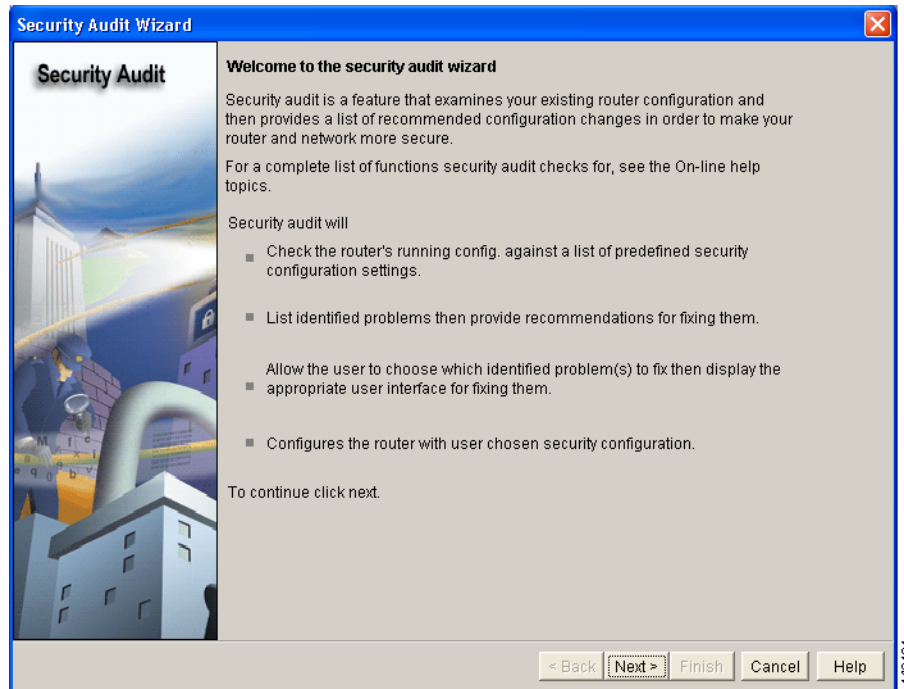 Security Audit Wizard
Security Audit
Welcome to the security audit wizard
Security audit is a feature that examines your existing router configuration and
then provides a list of recommended configuration changes in order to make your
router and network more secure.
For a complete list of functions security audit checks for, see the On-line help
topics.
Security audit will
Check the router's running config. against a list of predefined security
configuration settings.
List identified problems then provide recommendations for fixing them.
Allow the user to choose which identified problem(s) to fix then display the
appropriate user interface for fixing them.
Configures the router with user chosen security configuration.
To continue click next.
< Back Next > Finish Cancel Help